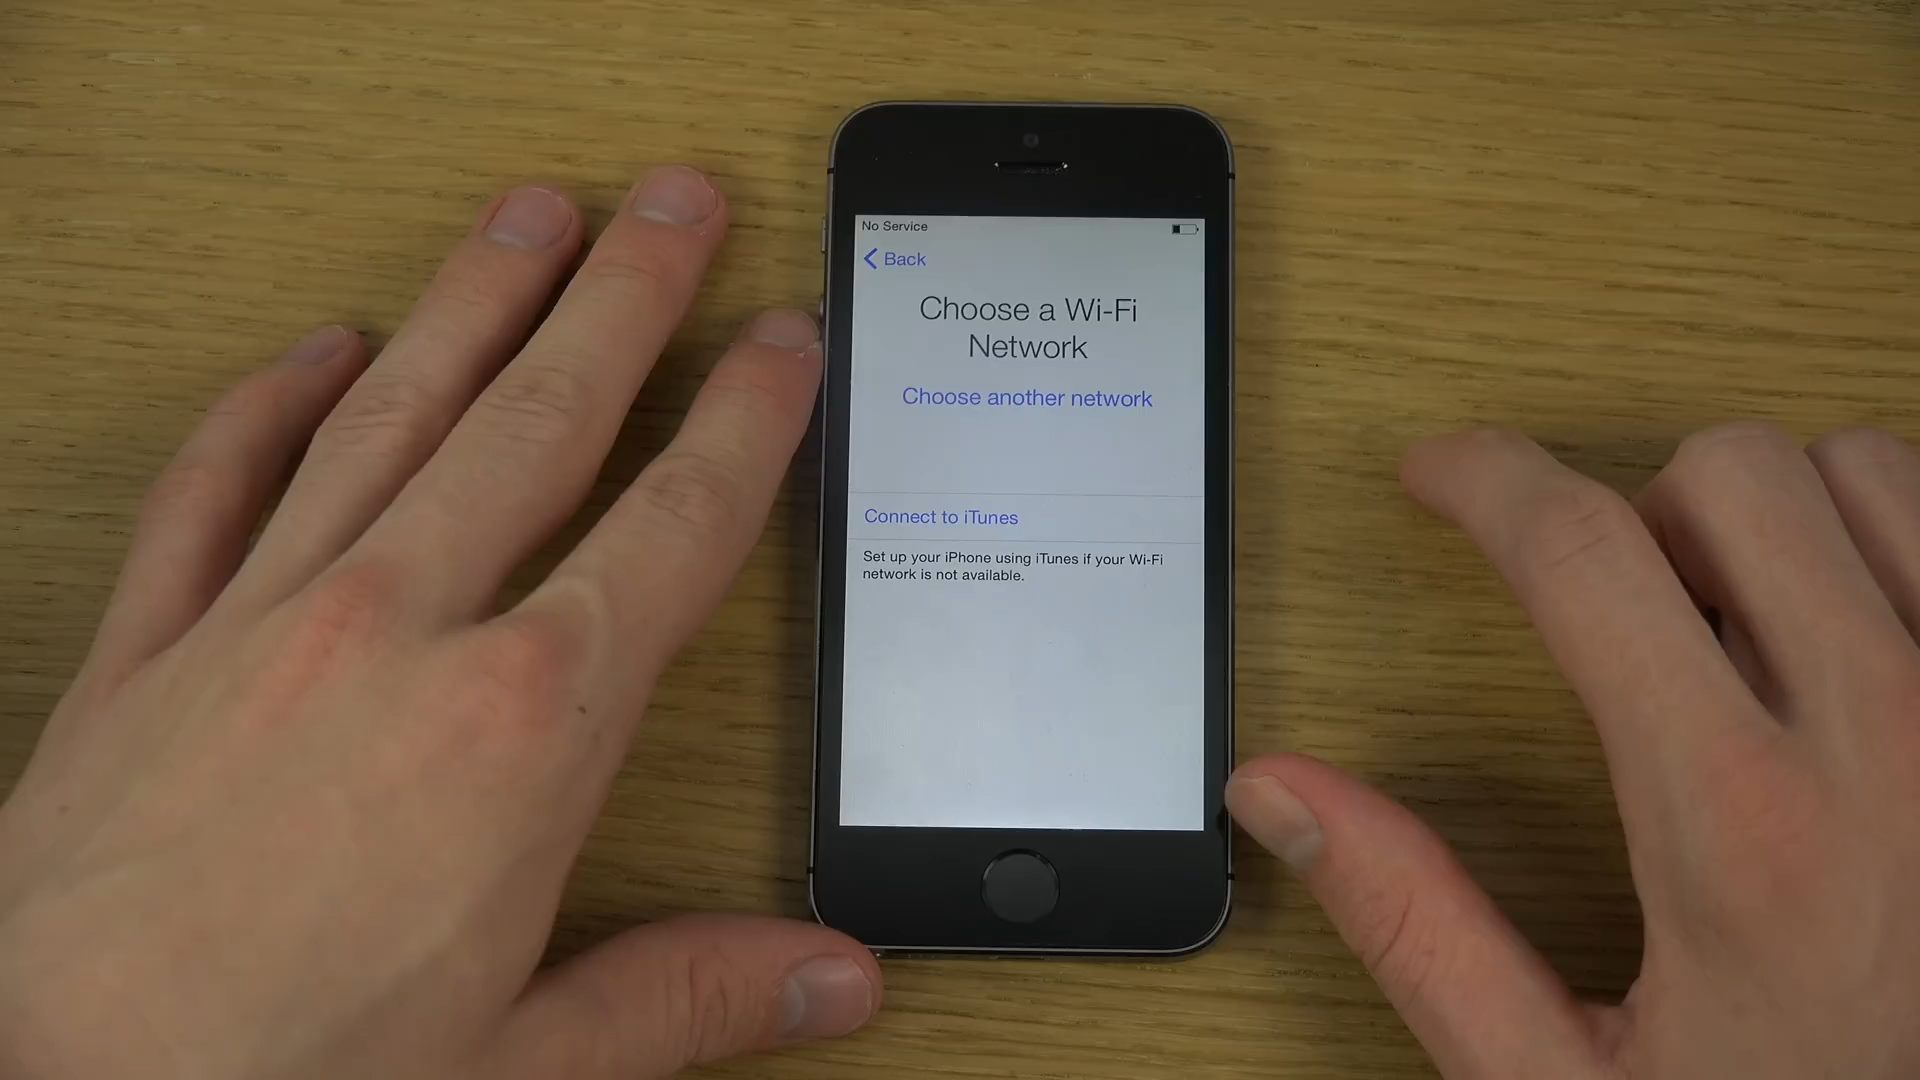 No Service
Back
Choose a Wi-Fi
Network
Choose another network
Connect to iTunes
Set up your iPhone using iTunes if your Wi-Fi
network is not available.